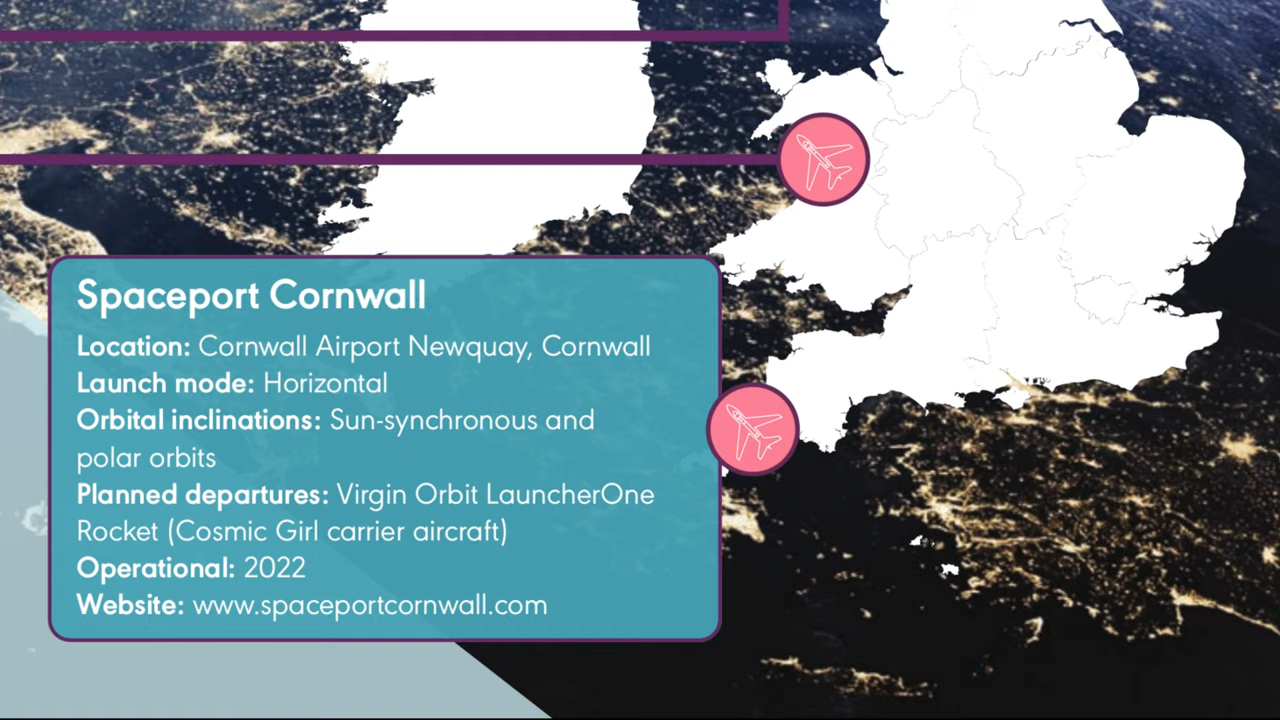 Spaceport Cornwall
Location: Cornwall Airport Newquay, Cornwall
Launch mode: Horizontal
Orbital inclinations: Sun-synchronous and
polar orbits
Planned departures: Virgin Orbit LauncherOne
Rocket (Cosmic Girl carrier aircraft)
Operational: 2022
Website: www.spaceportcornwall.com